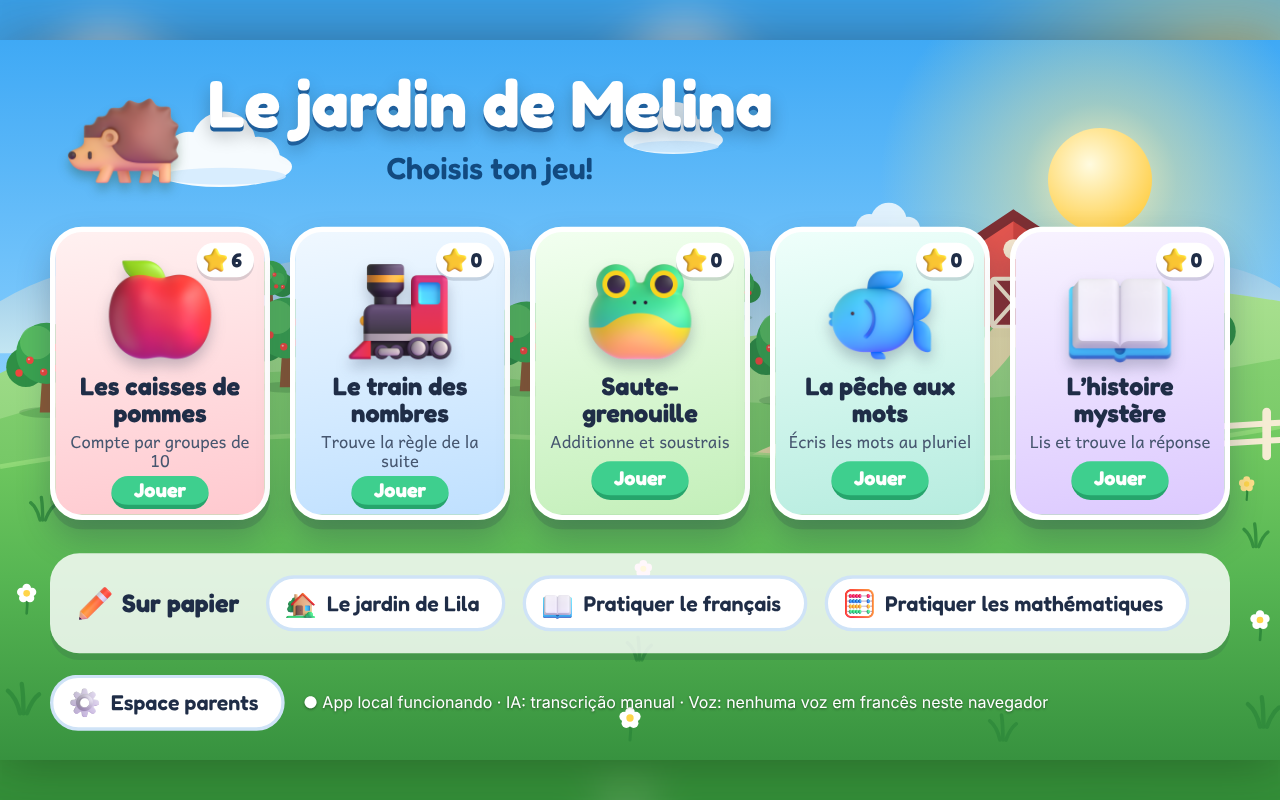 Le jardin de Melina
Choisis ton jeu!
6
Les caisses de
pommes
Compte par groupes de
10
Jouer
0
Le train des
nombres
Trouve la règle de la
suite
Jouer
0
Saute-
grenouille
Additionne et soustrais
Jouer
0
La pêche aux
mots
Écris les mots au pluriel
Jouer
0
L’histoire
mystère
Lis et trouve la réponse
Jouer
Sur papier
Le jardin de Lila
Pratiquer le français
Pratiquer les mathématiques
Espace parents
● App local funcionando · IA: transcrição manual · Voz: nenhuma voz em francês neste navegador